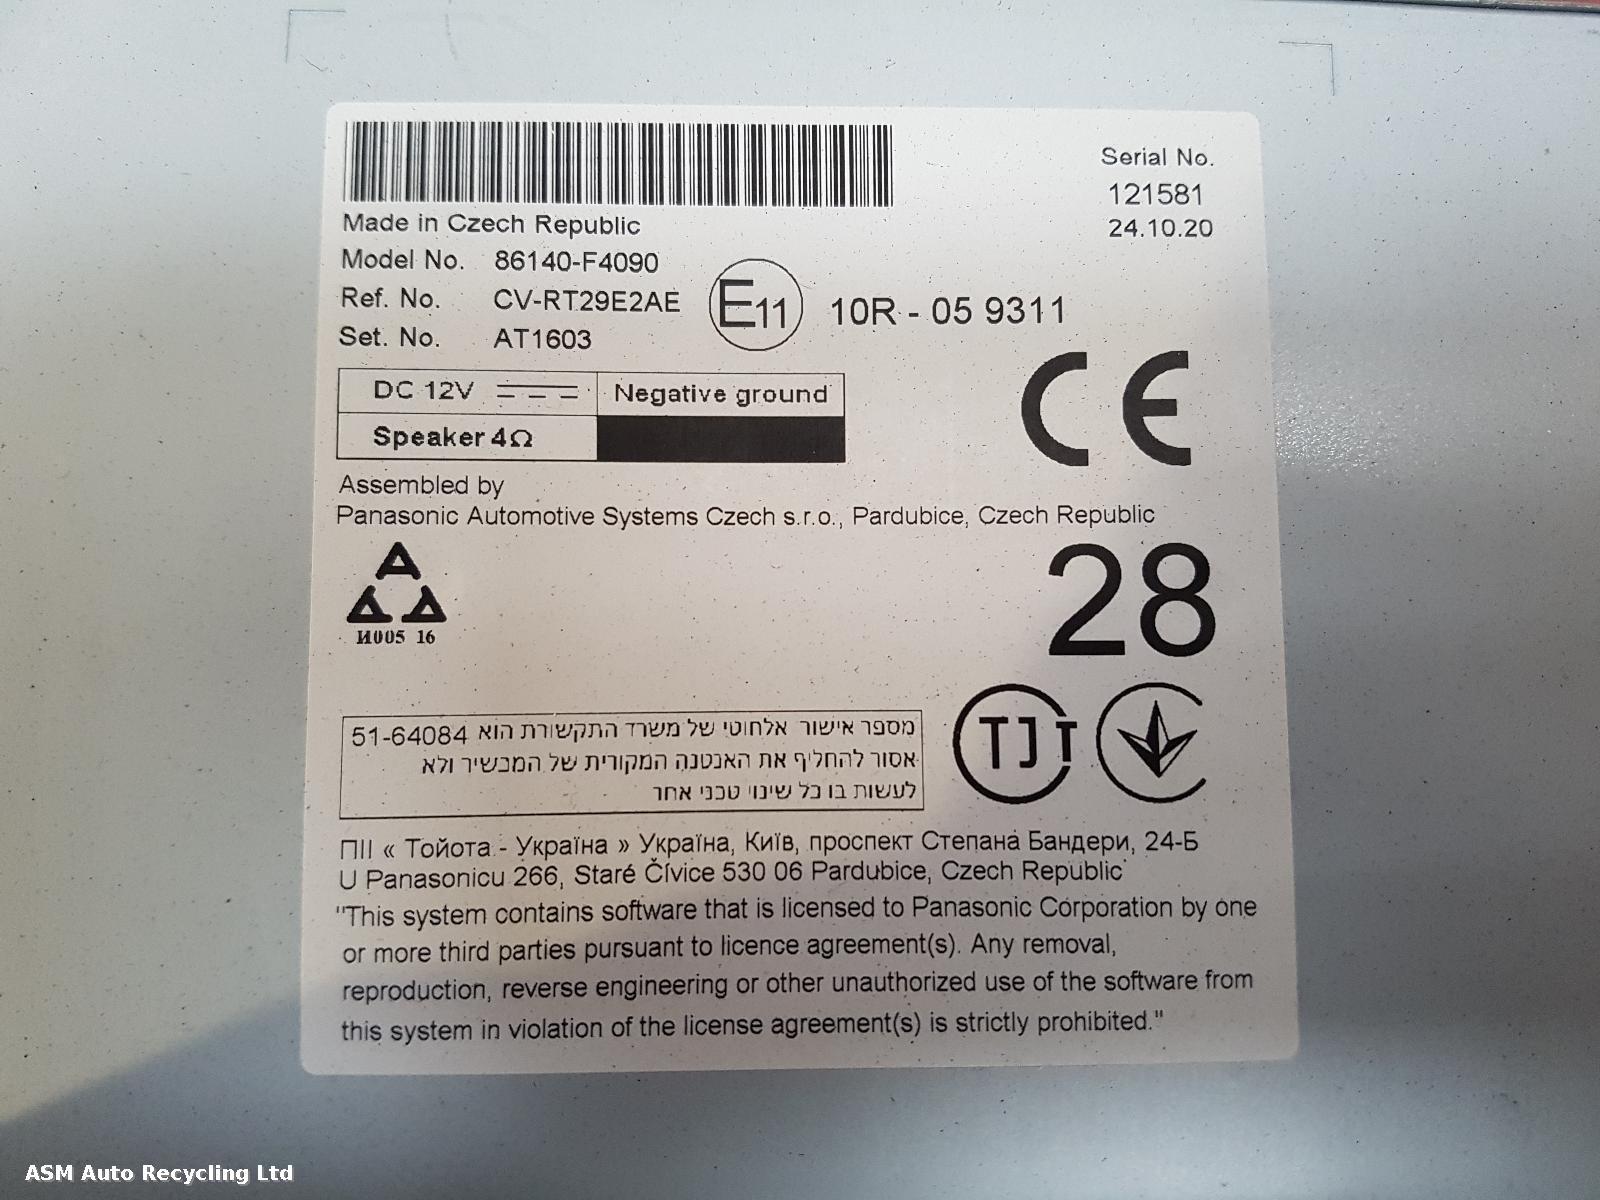 Serial No.
121581
24.10.20
Made in Czech Republic
Model No. 86140-F4090
Ref. No. CV-RT29E2AE
Set. No. AT1603
E11 10R - 05 9311
DC 12V Negative ground
Speaker 4Ω
CE
Assembled by
Panasonic Automotive Systems Czech s.r.o., Pardubice, Czech Republic
И005 16
28
מספר אישור אלחוטי של משרד התקשורת הוא 51-64084
אסור להחליף את האנטנה המקורית של המכשיר ולא
לעשות בו כל שינוי טכני אחר
ПІІ « Тойота - Україна » Україна, Київ, проспект Степана Бандери, 24-Б
U Panasonicu 266, Staré Čívice 530 06 Pardubice, Czech Republic
"This system contains software that is licensed to Panasonic Corporation by one
or more third parties pursuant to licence agreement(s). Any removal,
reproduction, reverse engineering or other unauthorized use of the software from
this system in violation of the license agreement(s) is strictly prohibited."
ASM Auto Recycling Ltd